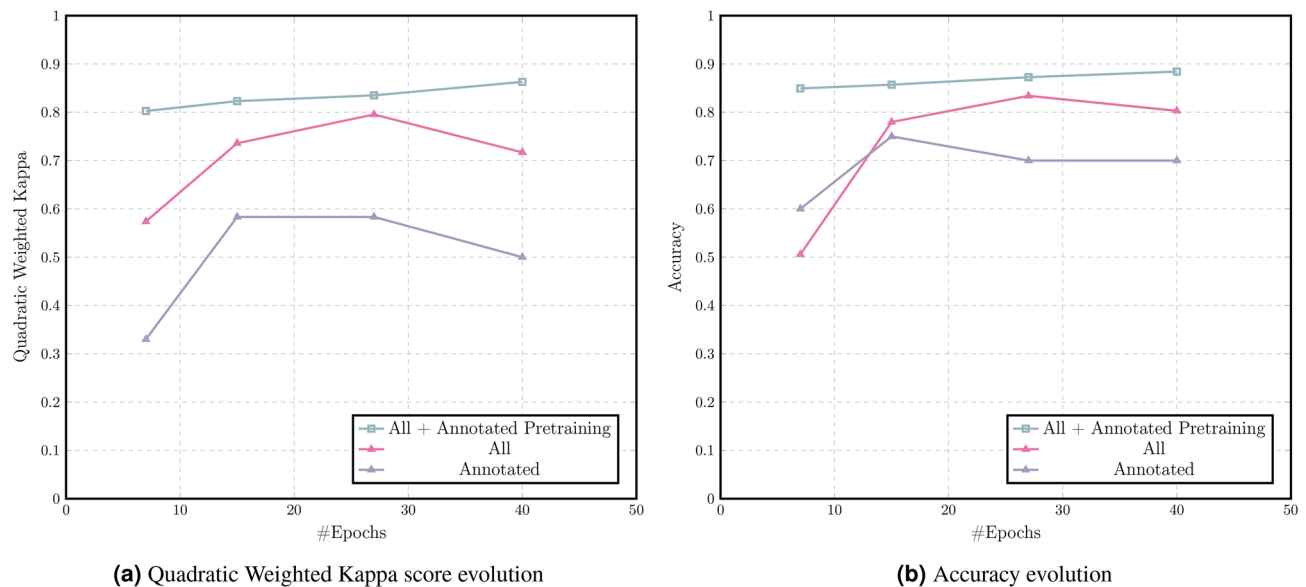 1
0.9
0.8
0.7
0.6
0.5
0.4
0.3
0.2
0.1
0
Quadratic Weighted Kappa
All + Annotated Pretraining
All
Annotated
0 10 20 30 40 50
#Epochs
(a) Quadratic Weighted Kappa score evolution
1
0.9
0.8
0.7
0.6
0.5
0.4
0.3
0.2
0.1
0
Accuracy
All + Annotated Pretraining
All
Annotated
0 10 20 30 40 50
#Epochs
(b) Accuracy evolution